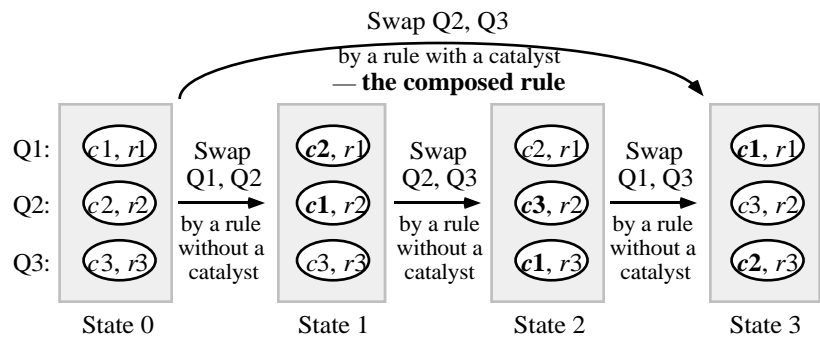 Swap Q2, Q3
by a rule with a catalyst
— the composed rule
Q1: c1, r1 Swap c2, r1 Swap c2, r1 Swap c1, r1
Q1, Q2 Q2, Q3 Q1, Q3
Q2: c2, r2 c1, r2 c3, r2 c3, r2
by a rule by a rule by a rule
without a without a without a
Q3: c3, r3 catalyst c3, r3 catalyst c1, r3 catalyst c2, r3
State 0 State 1 State 2 State 3